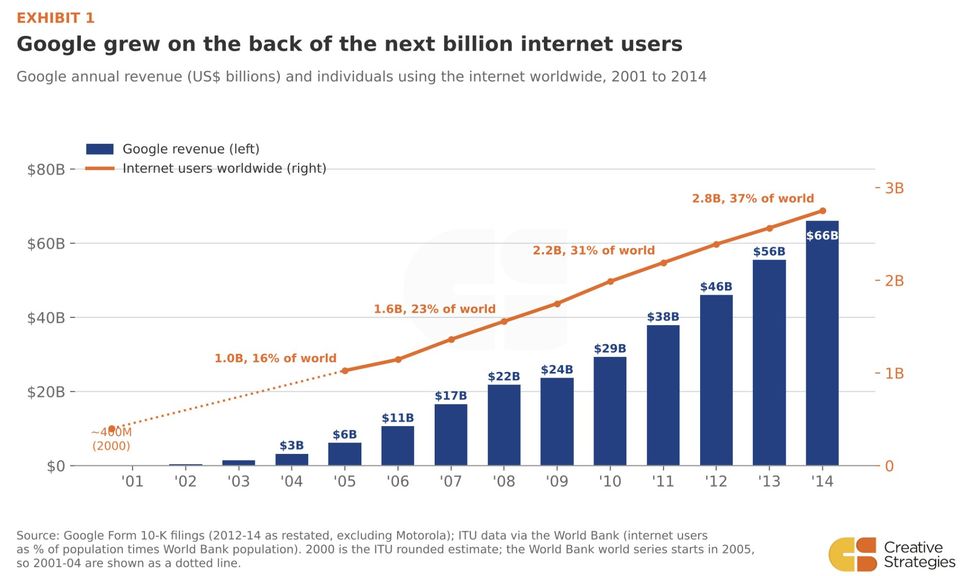 EXHIBIT 1
Google grew on the back of the next billion internet users
Google annual revenue (US$ billions) and individuals using the internet worldwide, 2001 to 2014
Google revenue (left)
Internet users worldwide (right)
$80B
$60B
$40B
$20B
$0
3B
2B
1B
0
2.8B, 37% of world
2.2B, 31% of world
1.6B, 23% of world
1.0B, 16% of world
~400M
(2000)
$3B
$6B
$11B
$17B
$22B
$24B
$29B
$38B
$46B
$56B
$66B
'01 '02 '03 '04 '05 '06 '07 '08 '09 '10 '11 '12 '13 '14
Source: Google Form 10-K filings (2012-14 as restated, excluding Motorola); ITU data via the World Bank (internet users
as % of population times World Bank population). 2000 is the ITU rounded estimate; the World Bank world series starts in 2005,
so 2001-04 are shown as a dotted line.
Creative
Strategies